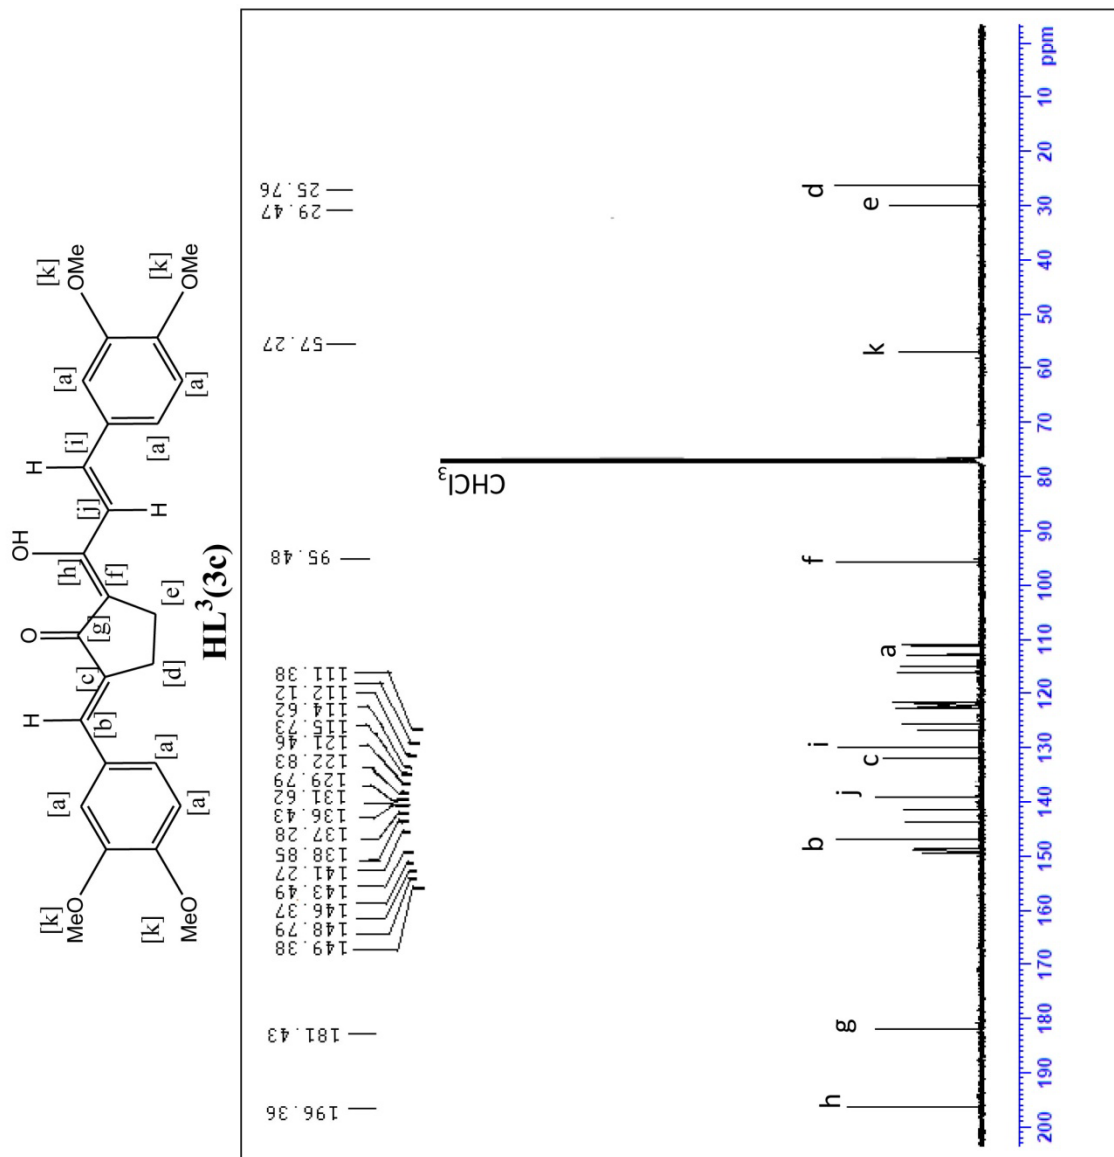 [k]
OMe
[k]
OMe
[a]
[a]
[i]
[a]
H
[j]
H
OH
[h]
[f]
[e]
O
[g]
[c]
[d]
H
[b]
[a]
[a]
[a]
MeO
[k]
MeO
[k]
HL³(3c)
196.36
181.43
149.38
148.79
146.37
143.49
141.27
138.85
137.28
136.43
131.62
129.79
122.83
121.46
115.73
114.62
112.12
111.38
95.48
57.27
29.47
25.76
CHCl3
h
g
b
j
c
i
a
f
k
e
d
200 190 180 170 160 150 140 130 120 110 100 90 80 70 60 50 40 30 20 10 ppm